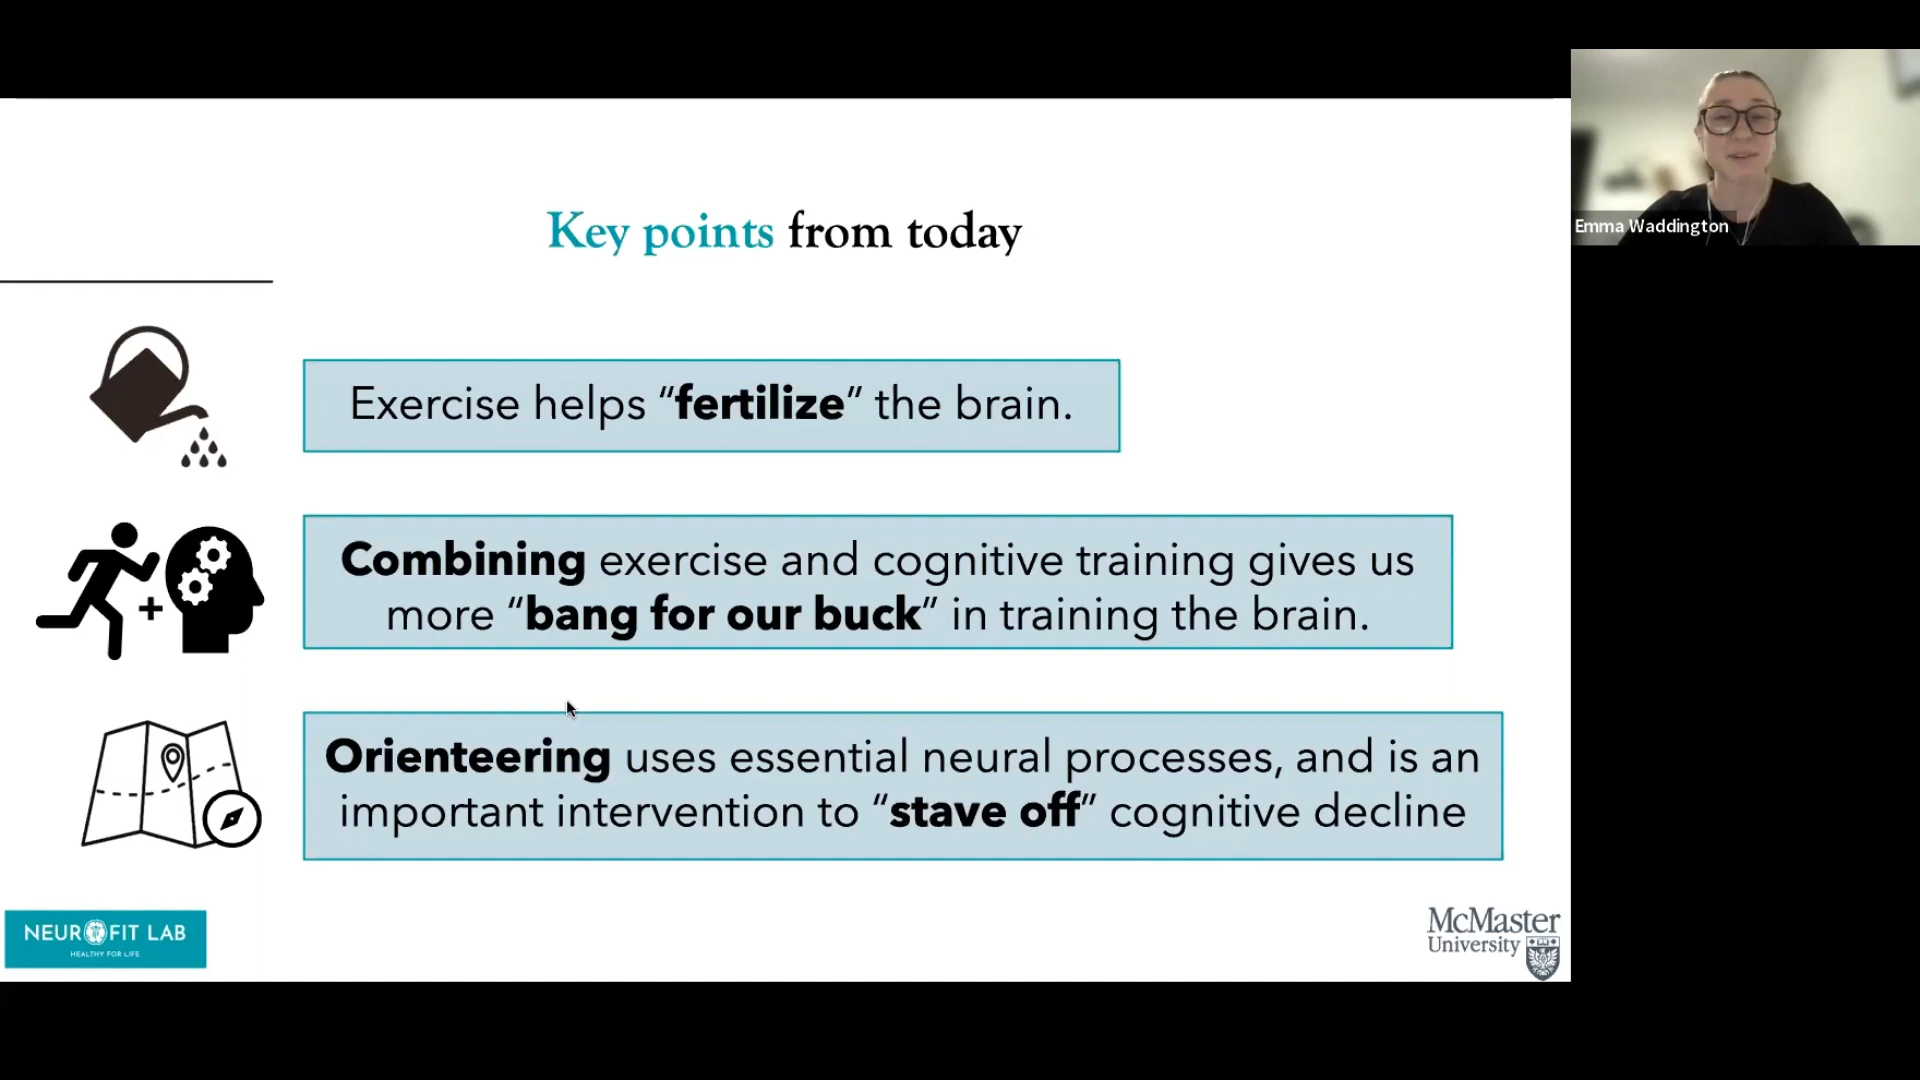 Key points from today
Exercise helps “fertilize” the brain.
Combining exercise and cognitive training gives us
more “bang for our buck” in training the brain.
+
Orienteering uses essential neural processes, and is an
important intervention to “stave off” cognitive decline
NEUROFIT LAB
HEALTHY FOR LIFE
McMaster
University
Emma Waddington